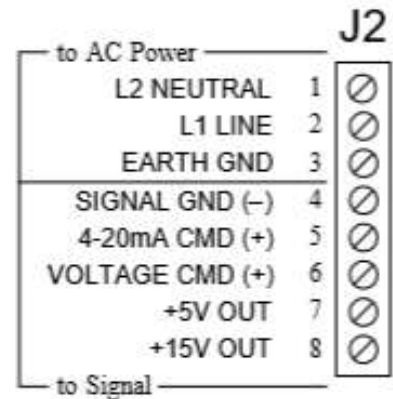 J2
to AC Power
L2 NEUTRAL 1
L1 LINE 2
EARTH GND 3
SIGNAL GND (–) 4
4-20mA CMD (+) 5
VOLTAGE CMD (+) 6
+5V OUT 7
+15V OUT 8
to Signal